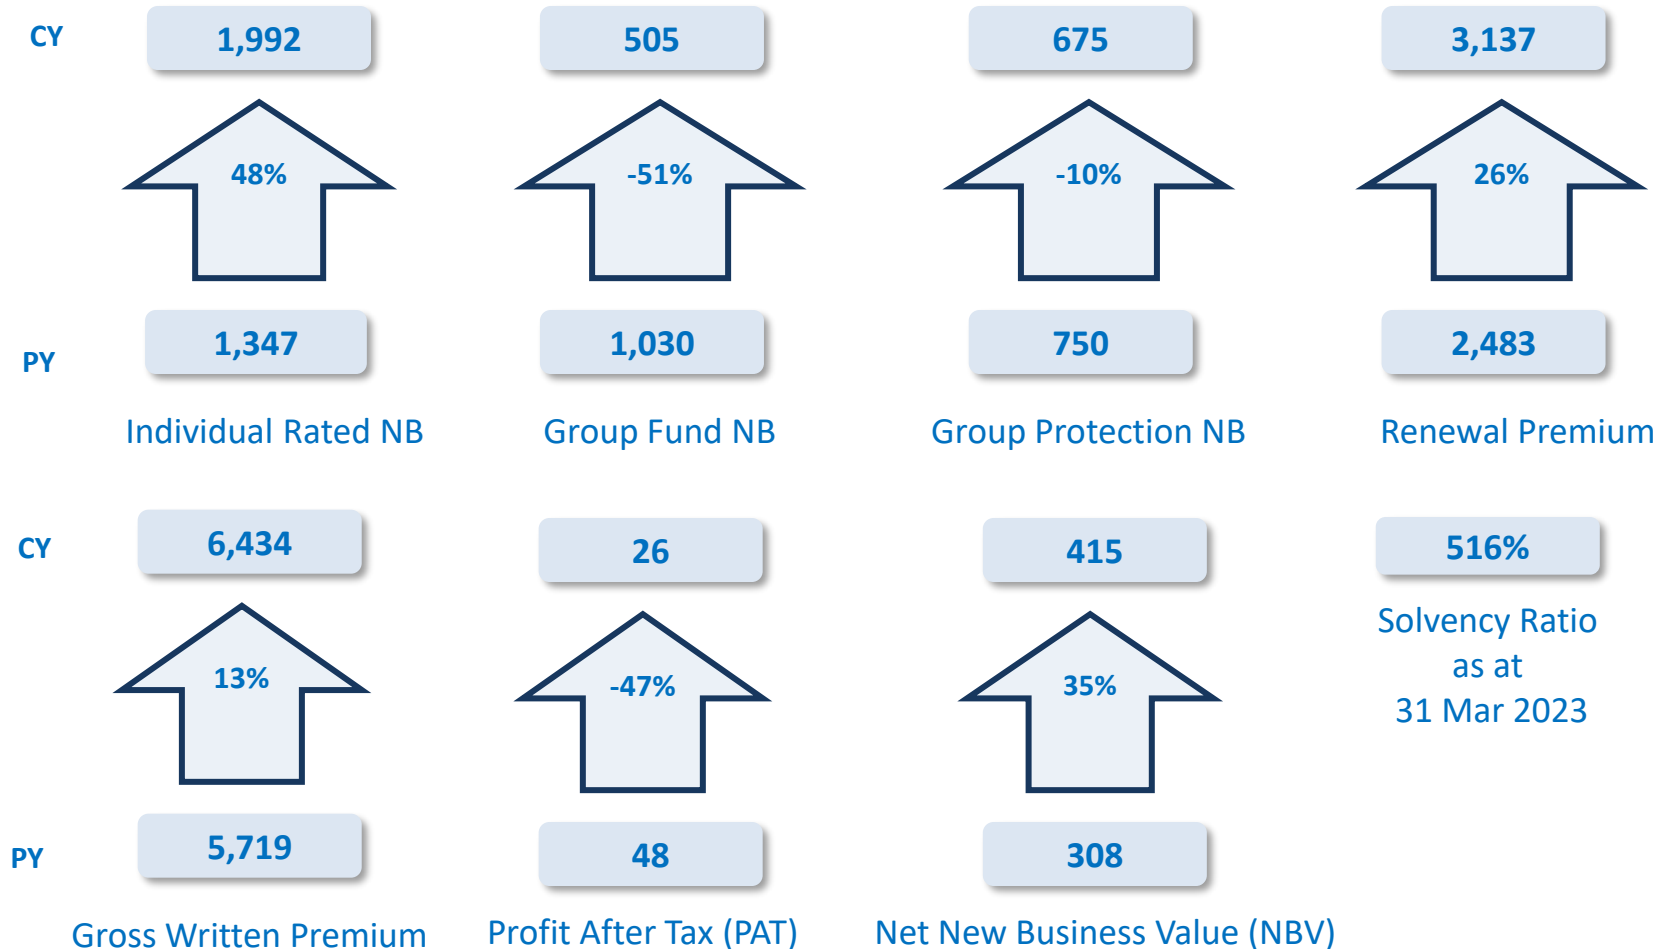 CY
1,992
505
675
3,137
48%
-51%
-10%
26%
PY
1,347
1,030
750
2,483
Individual Rated NB
Group Fund NB
Group Protection NB
Renewal Premium
CY
6,434
26
415
516%
Solvency Ratio
as at
31 Mar 2023
13%
-47%
35%
PY
5,719
48
308
Gross Written Premium
Profit After Tax (PAT)
Net New Business Value (NBV)